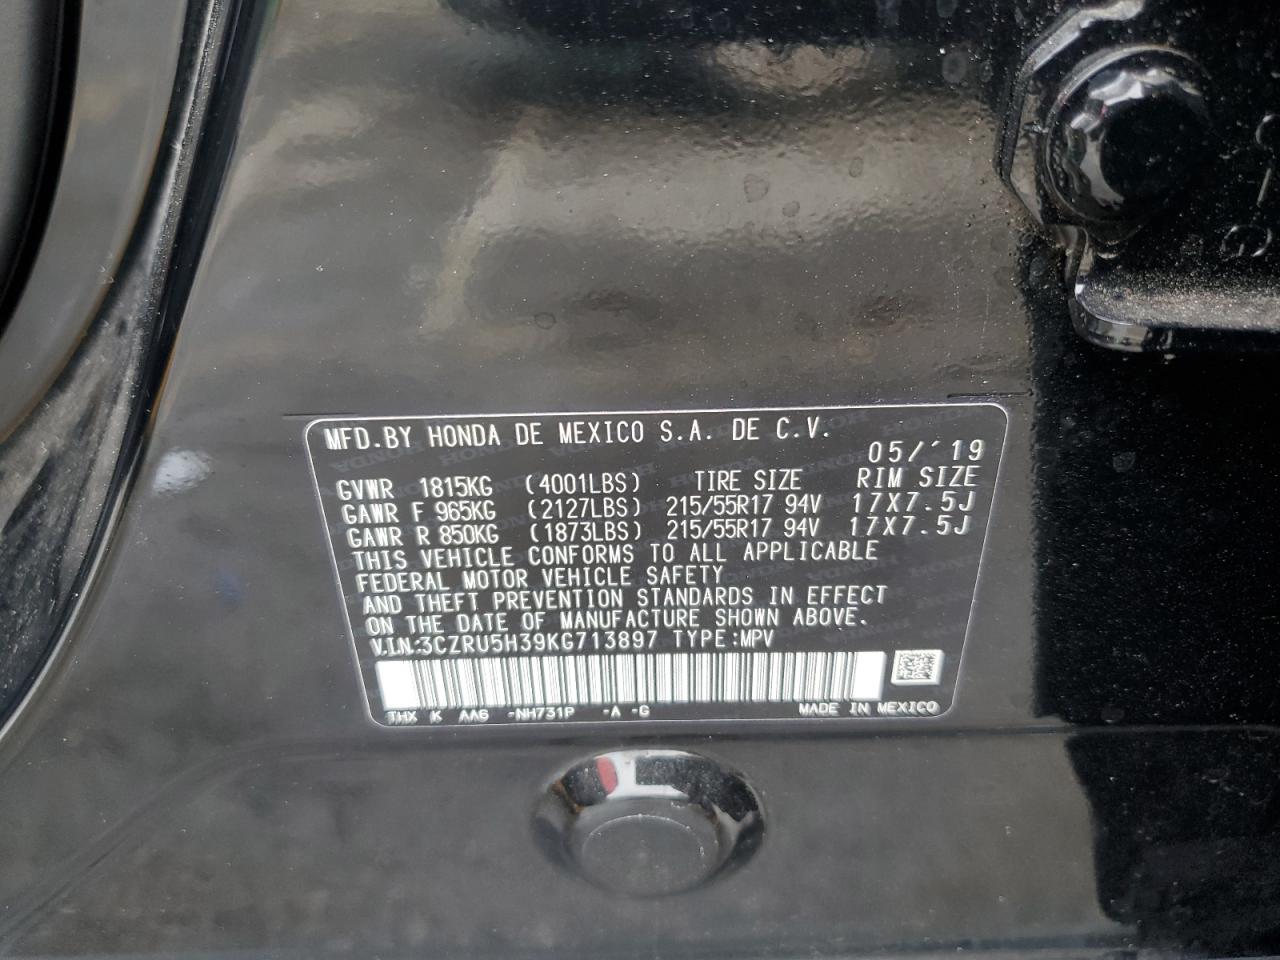 MFD.BY HONDA DE MEXICO S.A. DE C.V.
05/'19
GVWR 1815KG (4001LBS) TIRE SIZE RIM SIZE
GAWR F 965KG (2127LBS) 215/55R17 94V 17X7.5J
GAWR R 850KG (1873LBS) 215/55R17 94V 17X7.5J
THIS VEHICLE CONFORMS TO ALL APPLICABLE
FEDERAL MOTOR VEHICLE SAFETY
AND THEFT PREVENTION STANDARDS IN EFFECT
ON THE DATE OF MANUFACTURE SHOWN ABOVE.
V.I.N.:3CZRU5H39KG713897 TYPE:MPV
THX K AA6 -NH731P -A -G MADE IN MEXICO